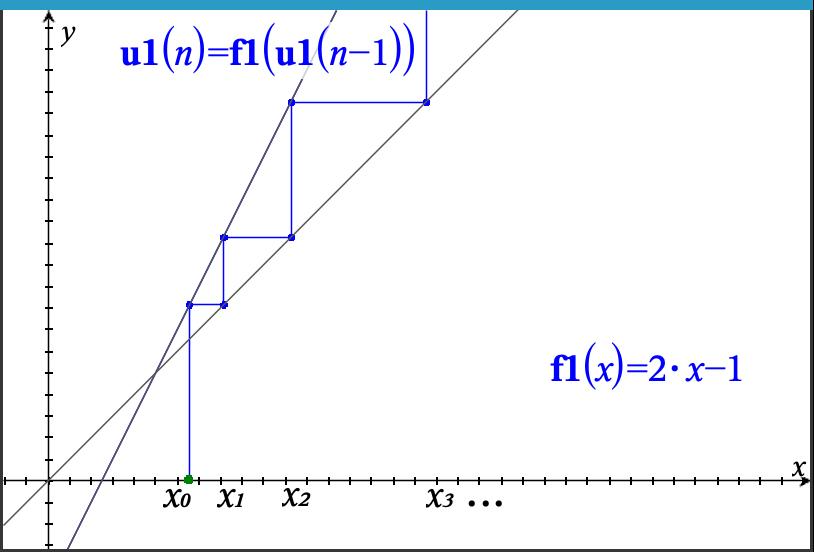 y
u1(n)=f1(u1(n−1))
f1(x)=2·x−1
x
x0 x1 x2 x3 ...